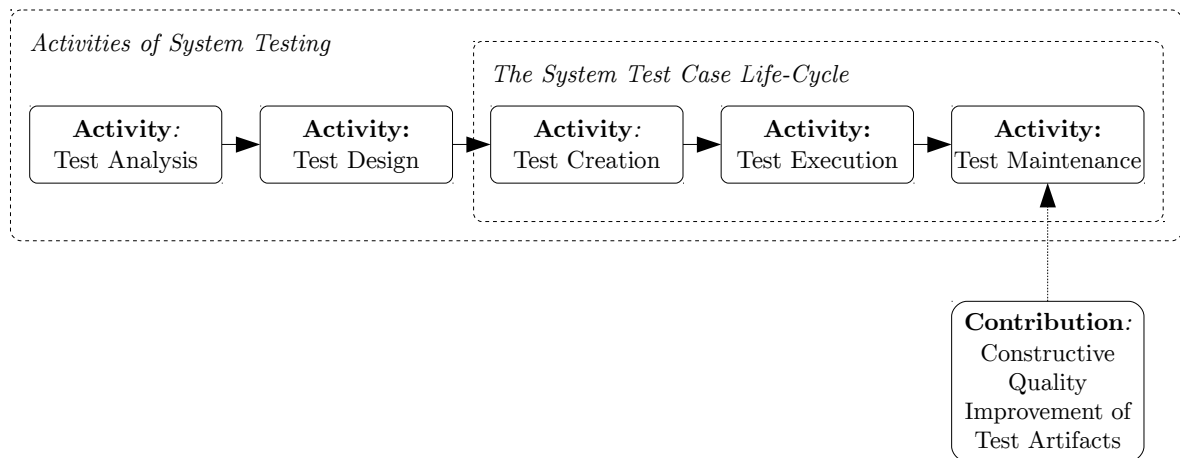 Activities of System Testing
The System Test Case Life-Cycle
Activity:
Test Analysis
Activity:
Test Design
Activity:
Test Creation
Activity:
Test Execution
Activity:
Test Maintenance
Contribution:
Constructive
Quality
Improvement of
Test Artifacts